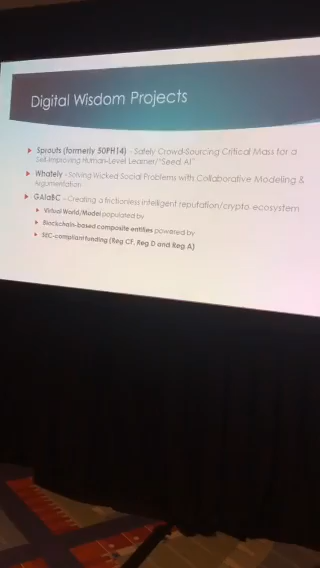 Digital Wisdom Projects
Sprouts (formerly 50PH14) - Safely Crowd-Sourcing Critical Mass for a
Self-Improving Human-Level Learner/"Seed AI"
Whately - Solving Wicked Social Problems with Collaborative Modeling &
Argumentation
GAIaBC - Creating a frictionless intelligent reputation/crypto ecosystem
Virtual World/Model populated by
Blockchain-based composite entities powered by
SEC-compliant funding (Reg CF, Reg D and Reg A)